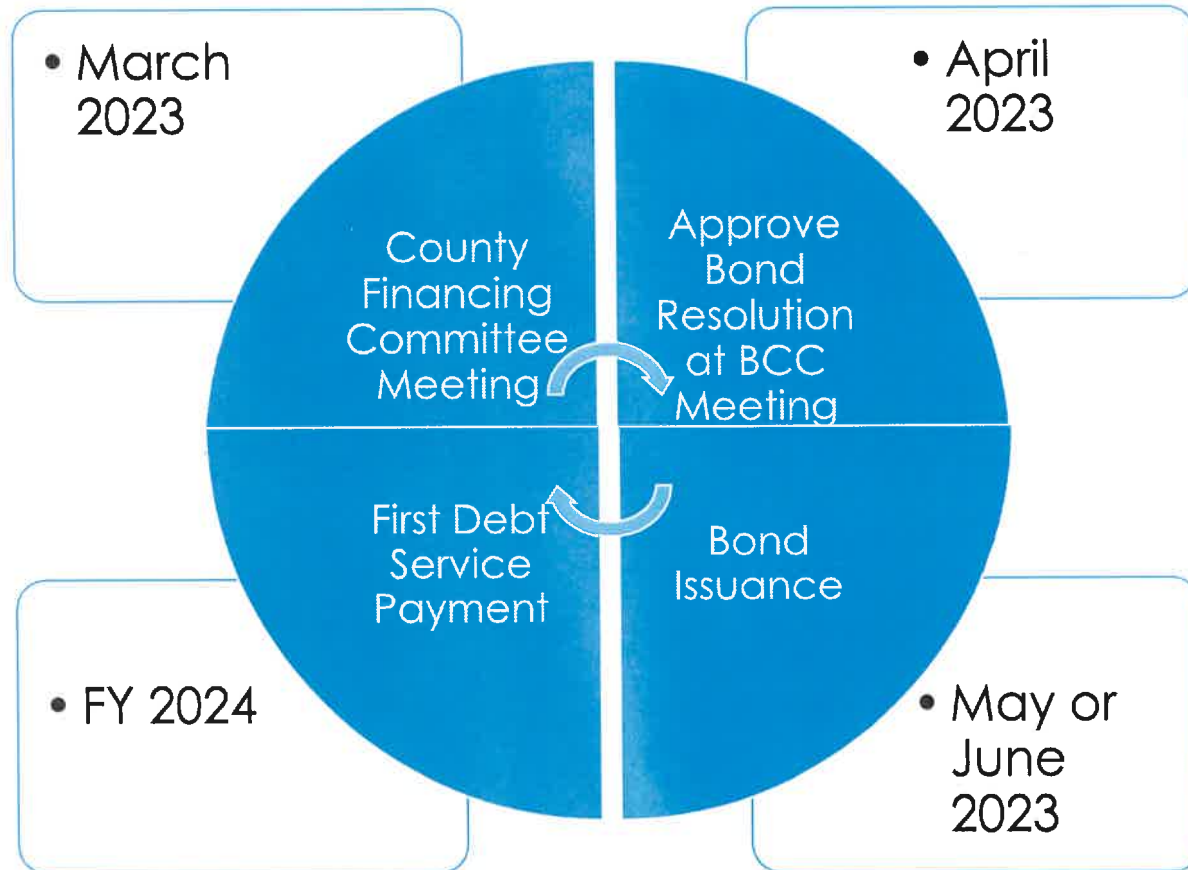 • March
2023
County
Financing
Committee
Meeting
• April
2023
Approve
Bond
Resolution
at BCC
Meeting
First Debt
Service
Payment
• FY 2024
Bond
Issuance
• May or
June
2023